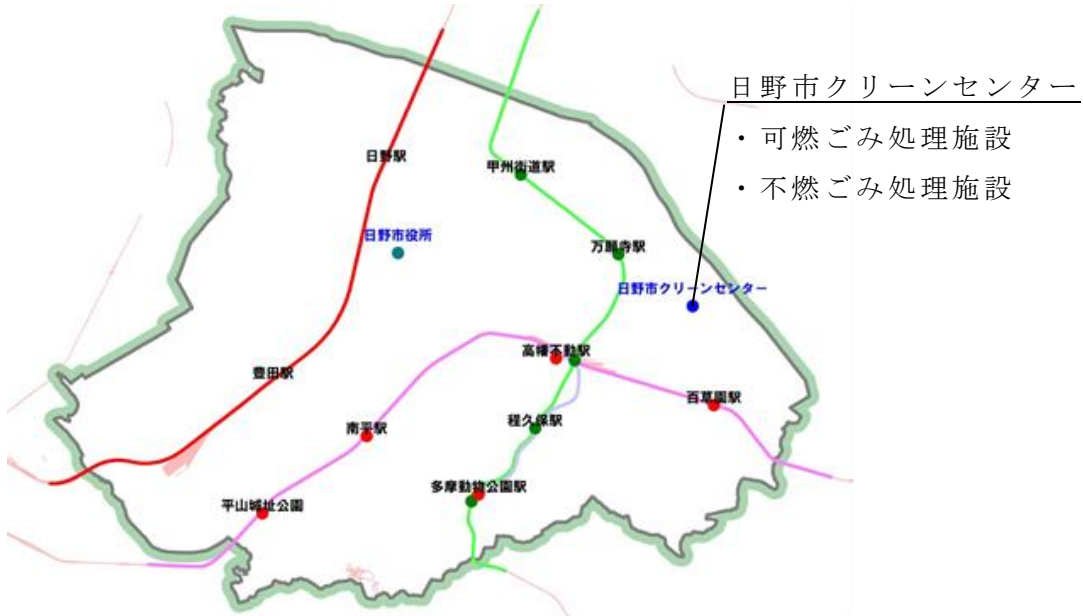 日野市クリーンセンター
・可燃ごみ処理施設
・不燃ごみ処理施設
日野駅
甲州街道駅
日野市役所
万願寺駅
日野市クリーンセンター
高幡不動駅
豊田駅
百草園駅
程久保駅
南平駅
多摩動物公園駅
平山城址公園